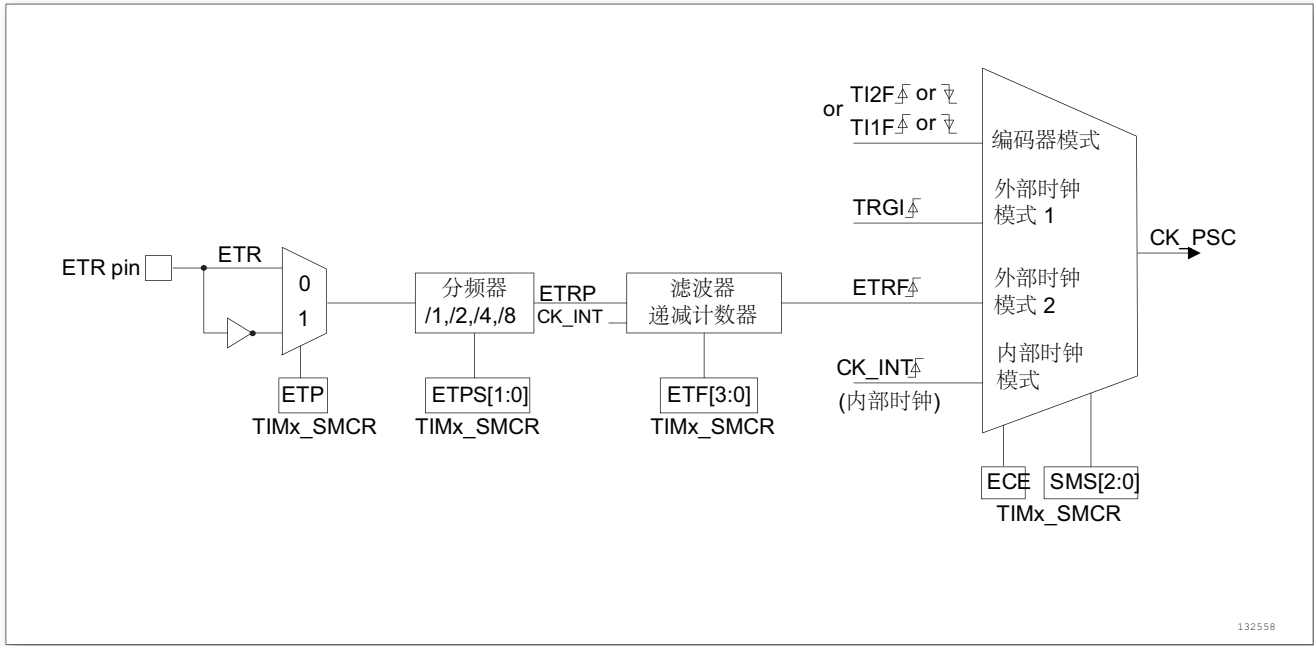 ETR pin
ETR
0
1
ETP
TIMx_SMCR
分频器
/1,/2,/4,/8
ETPS[1:0]
TIMx_SMCR
ETRP
CK_INT
滤波器
递减计数器
ETF[3:0]
TIMx_SMCR
or TI2F or
TI1F or
TRGI
ETRF
CK_INT
(内部时钟)
编码器模式
外部时钟
模式 1
外部时钟
模式 2
内部时钟
模式
CK_PSC
ECE
SMS[2:0]
TIMx_SMCR
132558